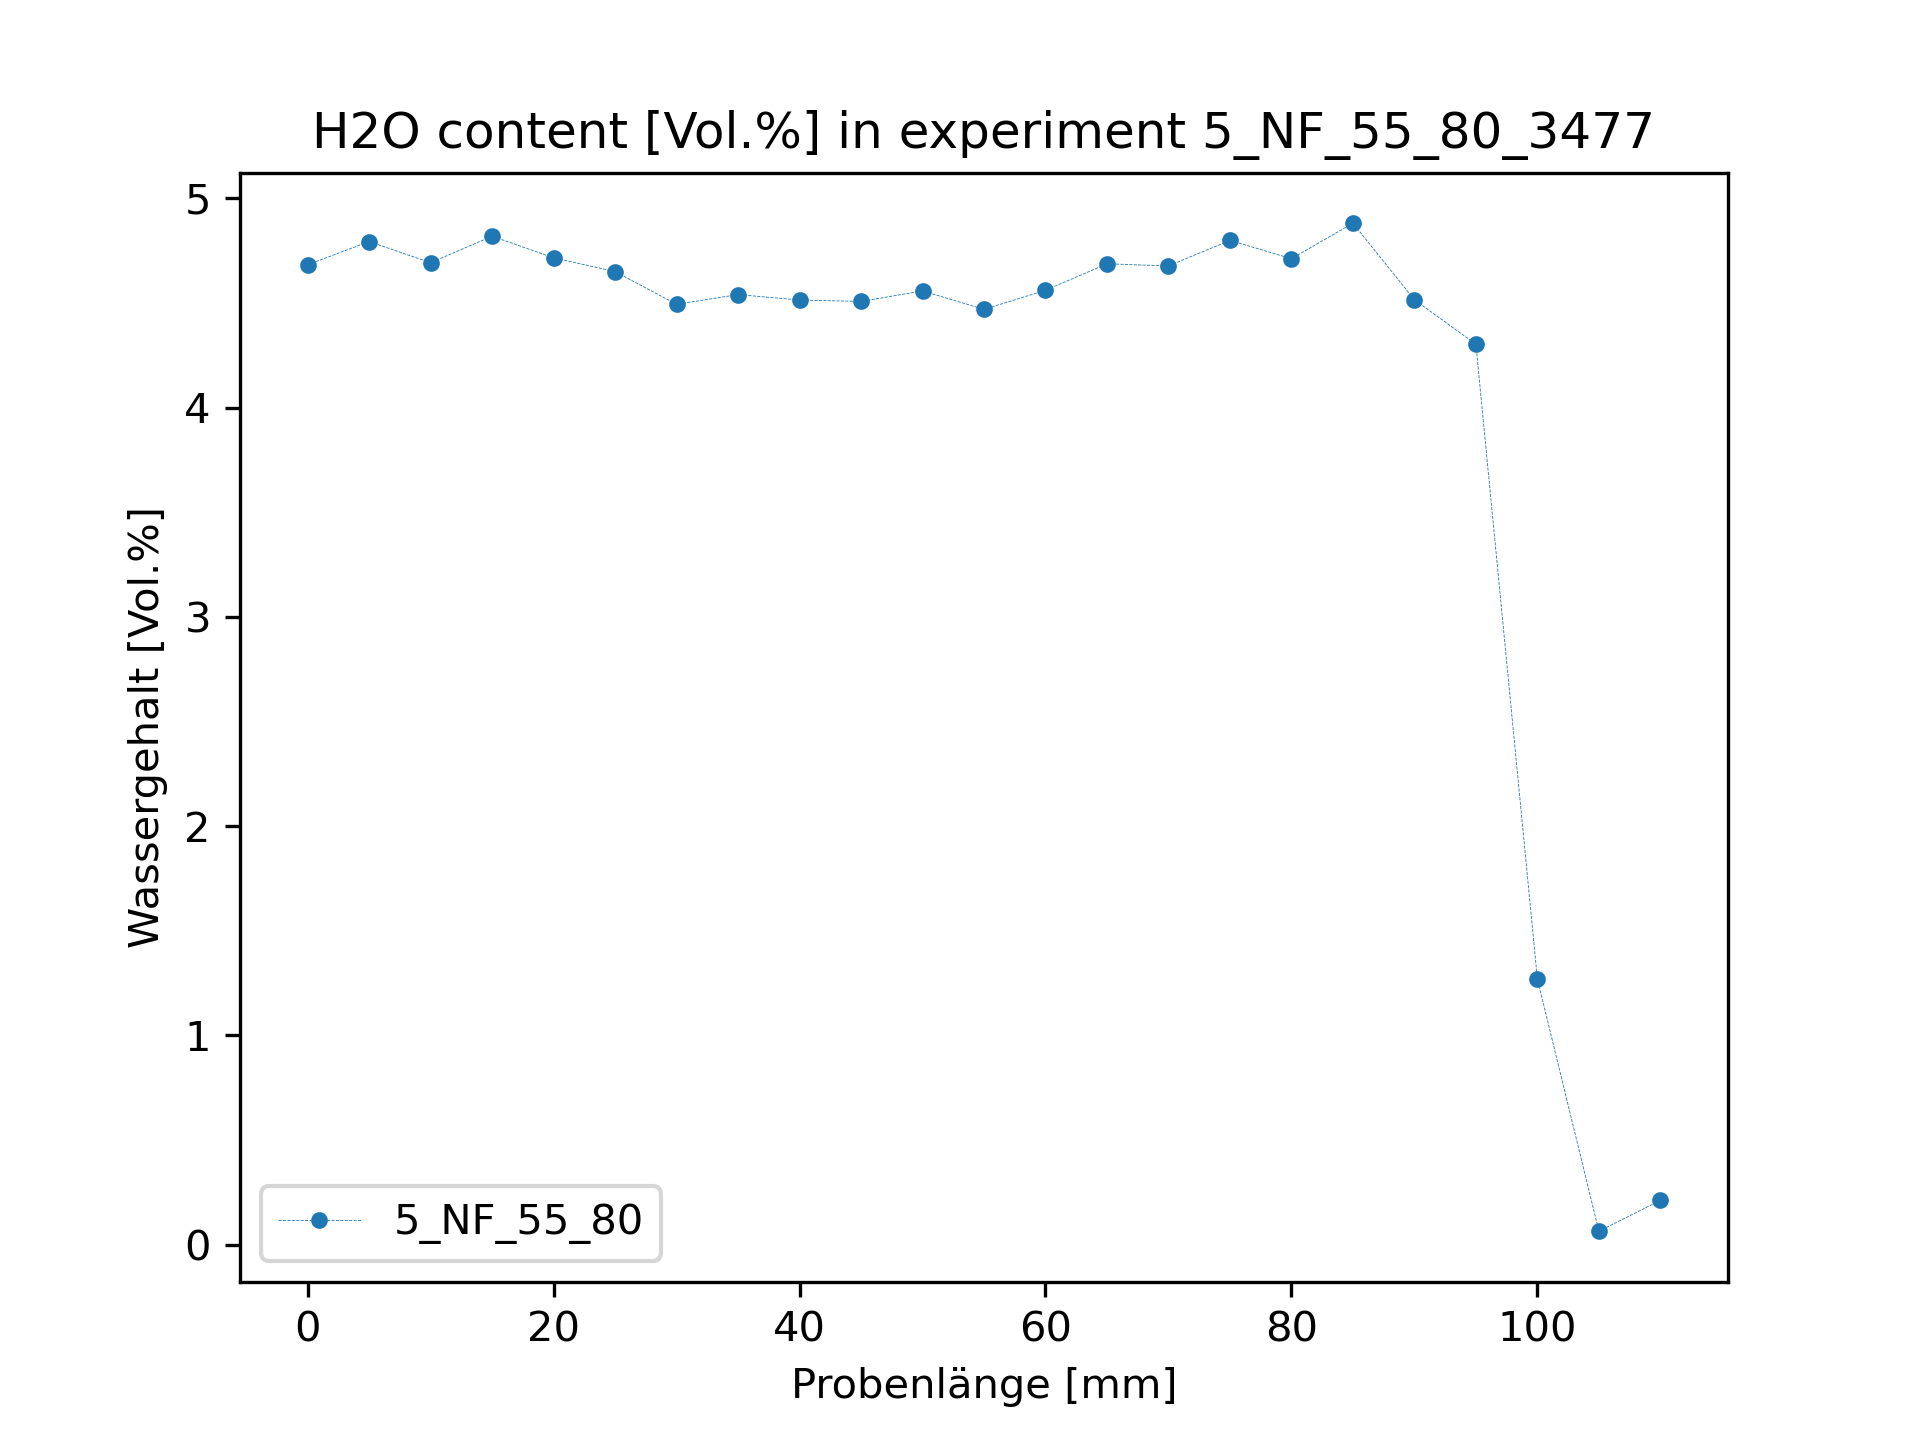 H2O content [Vol.%] in experiment 5_NF_55_80_3477
5
4
3
2
1
0
Wassergehalt [Vol.%]
5_NF_55_80
0 20 40 60 80 100
Probenlänge [mm]